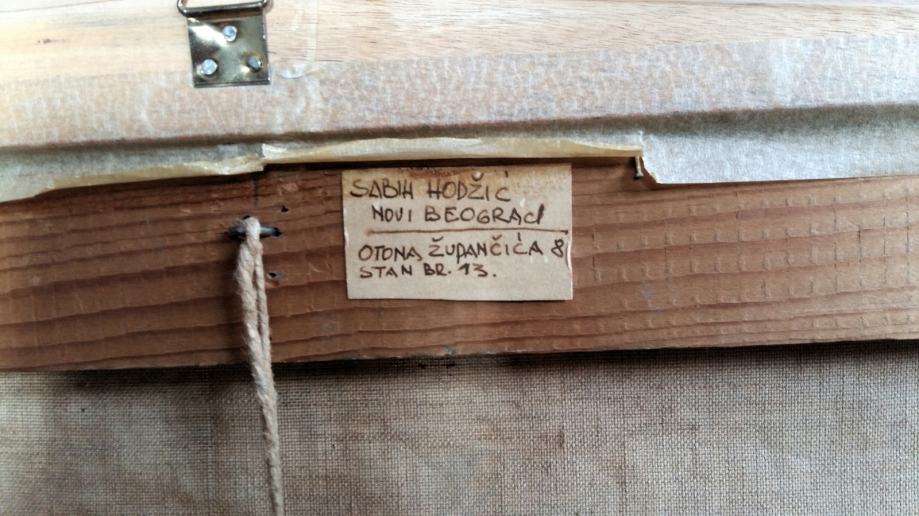 SABIH HODŽIĆ
NOVI BEOGRAd
OTONA ŽUPANČIĆA 8
STAN BR. 13.